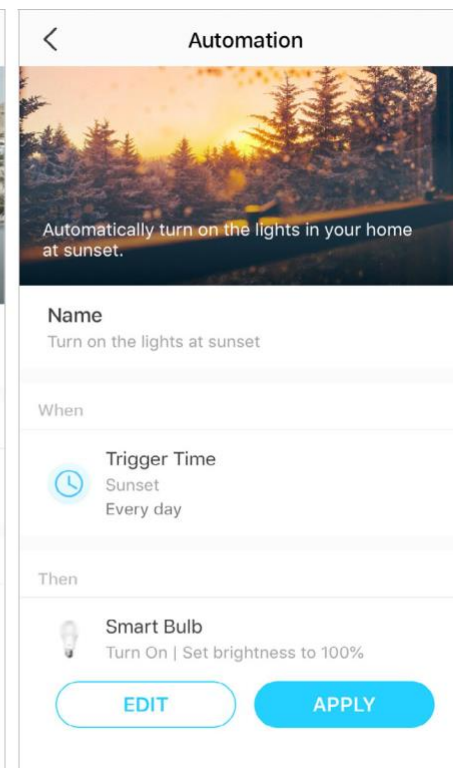 Automation
Automatically turn on the lights in your home
at sunset.
Name
Turn on the lights at sunset
When
Trigger Time
Sunset
Every day
Then
Smart Bulb
Turn On | Set brightness to 100%
EDIT
APPLY